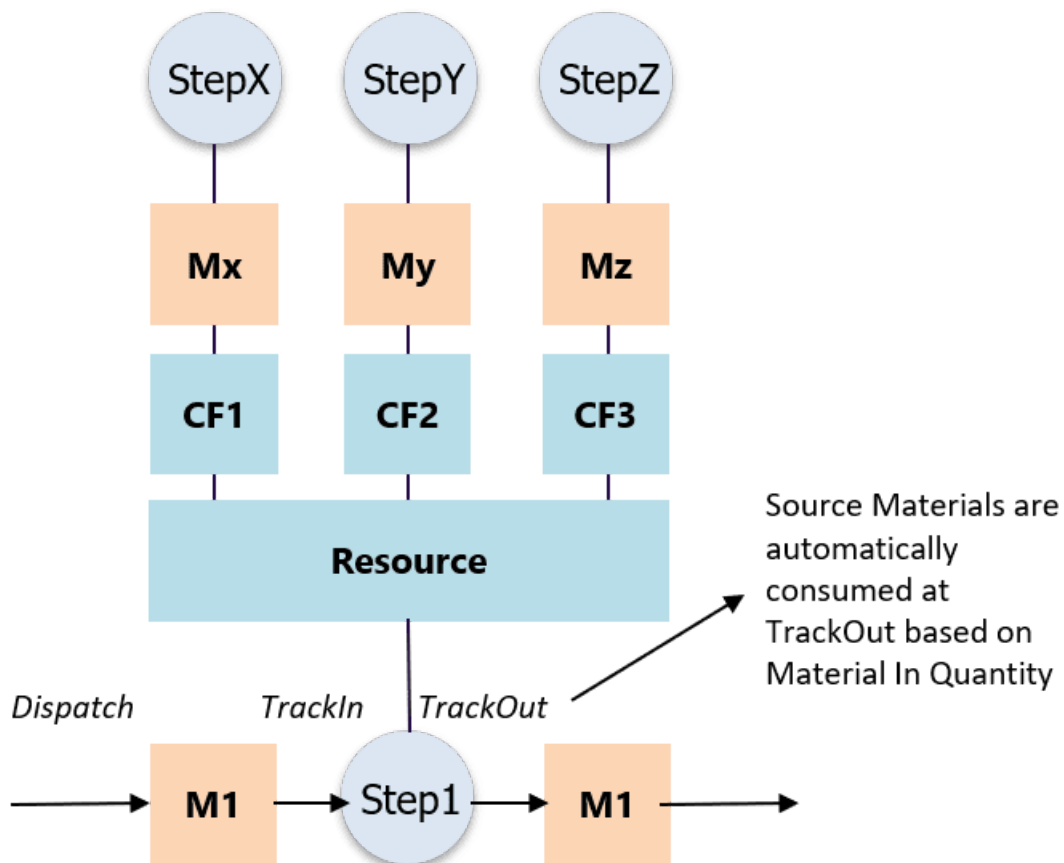 StepX
StepY
StepZ
Mx
My
Mz
CF1
CF2
CF3
Resource
Source Materials are
automatically
consumed at
TrackOut based on
Material In Quantity
Dispatch
TrackIn
TrackOut
M1
Step1
M1